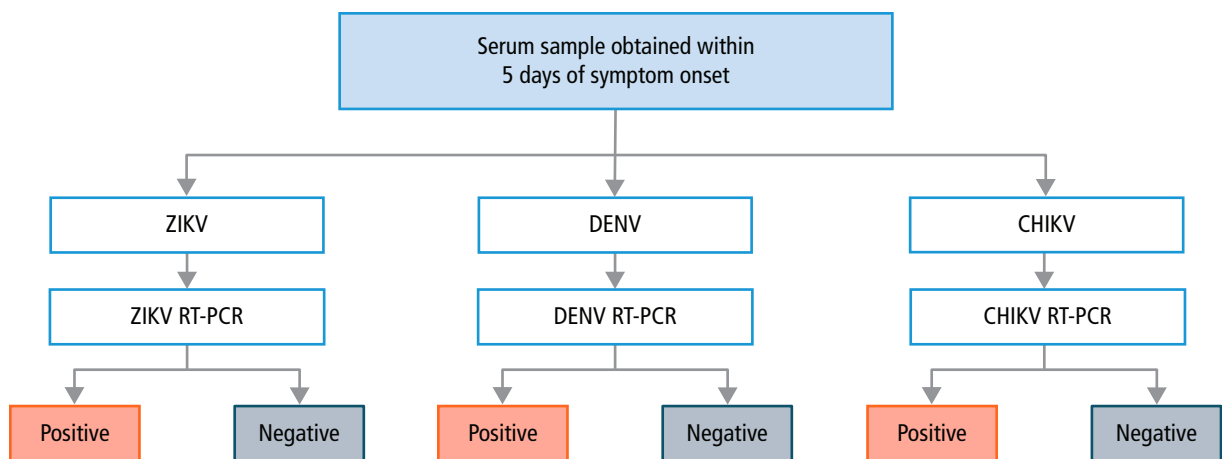 Serum sample obtained within
5 days of symptom onset
ZIKV
DENV
CHIKV
ZIKV RT-PCR
DENV RT-PCR
CHIKV RT-PCR
Positive
Negative
Positive
Negative
Positive
Negative